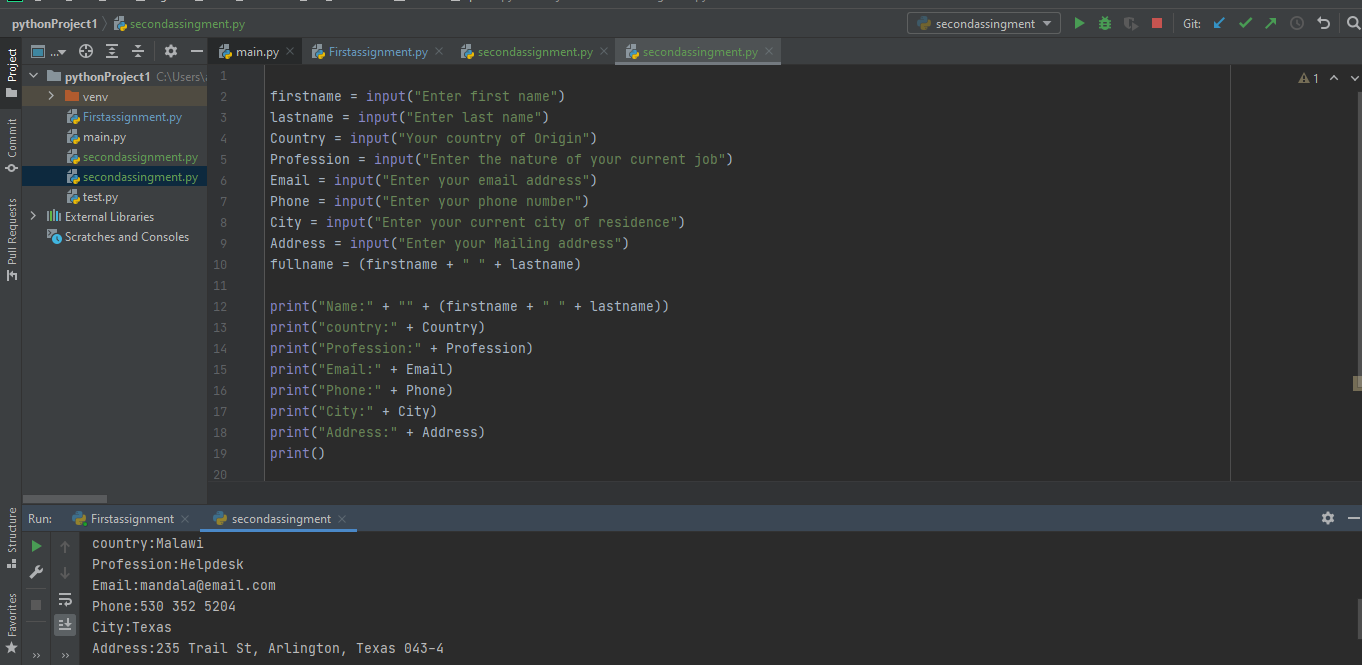 pythonProject1 secondassingment.py secondassingment Git:
Project
... main.py Firstassignment.py secondassignment.py secondassingment.py
pythonProject1 C:\Users\
venv
Firstassignment.py
main.py
secondassignment.py
secondassingment.py
test.py
External Libraries
Scratches and Consoles
Commit
Pull Requests
1
1
2 firstname = input("Enter first name")
3 lastname = input("Enter last name")
4 Country = input("Your country of Origin")
5 Profession = input("Enter the nature of your current job")
6 Email = input("Enter your email address")
7 Phone = input("Enter your phone number")
8 City = input("Enter your current city of residence")
9 Address = input("Enter your Mailing address")
10 fullname = (firstname + " " + lastname)
11
12 print("Name:" + "" + (firstname + " " + lastname))
13 print("country:" + Country)
14 print("Profession:" + Profession)
15 print("Email:" + Email)
16 print("Phone:" + Phone)
17 print("City:" + City)
18 print("Address:" + Address)
19 print()
20
Structure
Favorites
Run: Firstassignment secondassingment
country:Malawi
Profession:Helpdesk
Email:mandala@email.com
Phone:530 352 5204
City:Texas
Address:235 Trail St, Arlington, Texas 043-4